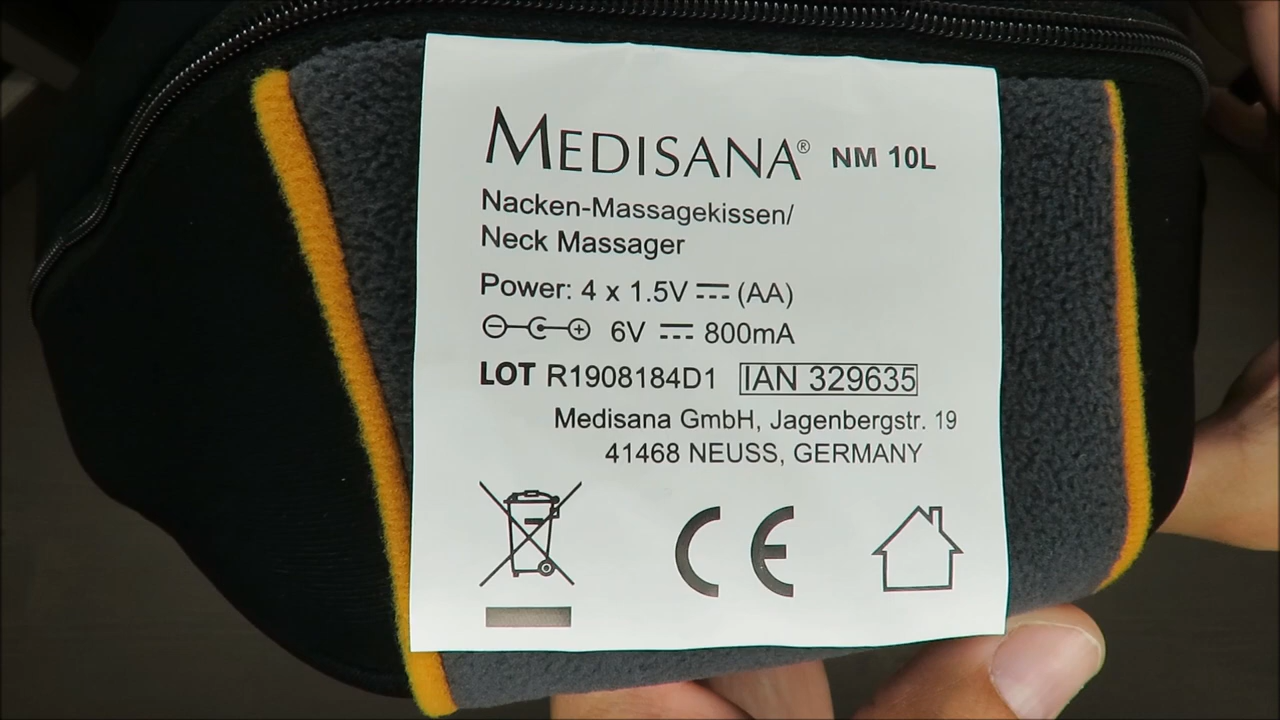 MEDISANA® NM 10L
Nacken-Massagekissen/
Neck Massager
Power: 4 x 1.5V ⎓ (AA)
6V ⎓ 800mA
LOT R1908184D1 IAN 329635
Medisana GmbH, Jagenbergstr. 19
41468 NEUSS, GERMANY
CE